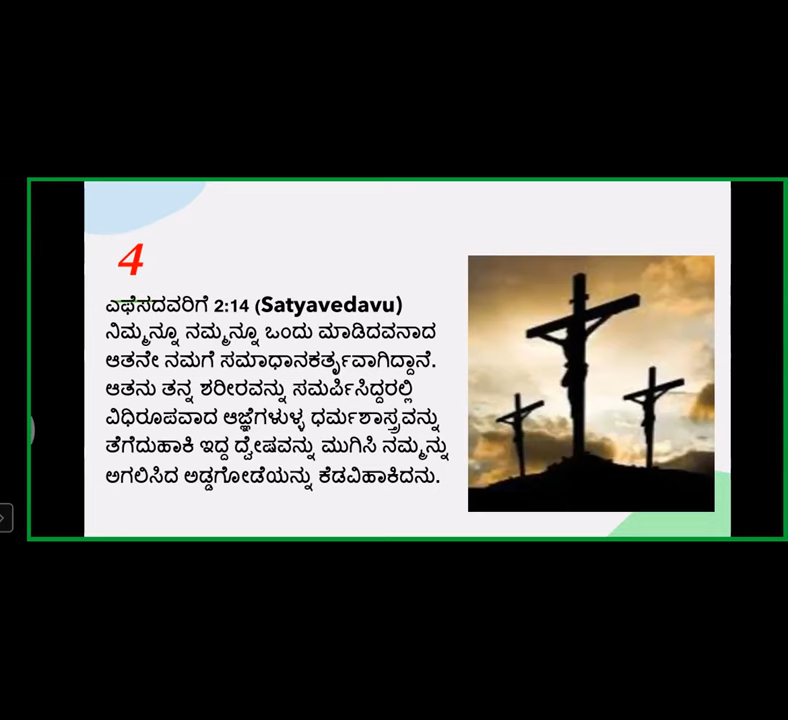 4
ಎಫೆಸದವರಿಗೆ 2:14 (Satyavedavu)
ನಿಮ್ಮನ್ನೂ ನಮ್ಮನ್ನೂ ಒಂದು ಮಾಡಿದವನಾದ
ಆತನೇ ನಮಗೆ ಸಮಾಧಾನಕರ್ತೃವಾಗಿದ್ದಾನೆ.
ಆತನು ತನ್ನ ಶರೀರವನ್ನು ಸಮರ್ಪಿಸಿದ್ದರಲ್ಲಿ
ವಿಧಿರೂಪವಾದ ಆಜ್ಞೆಗಳುಳ್ಳ ಧರ್ಮಶಾಸ್ತ್ರವನ್ನು
ತೆಗೆದುಹಾಕಿ ಇದ್ದ ದ್ವೇಷವನ್ನು ಮುಗಿಸಿ ನಮ್ಮನ್ನು
ಅಗಲಿಸಿದ ಅಡ್ಡಗೋಡೆಯನ್ನು ಕೆಡವಿಹಾಕಿದನು.